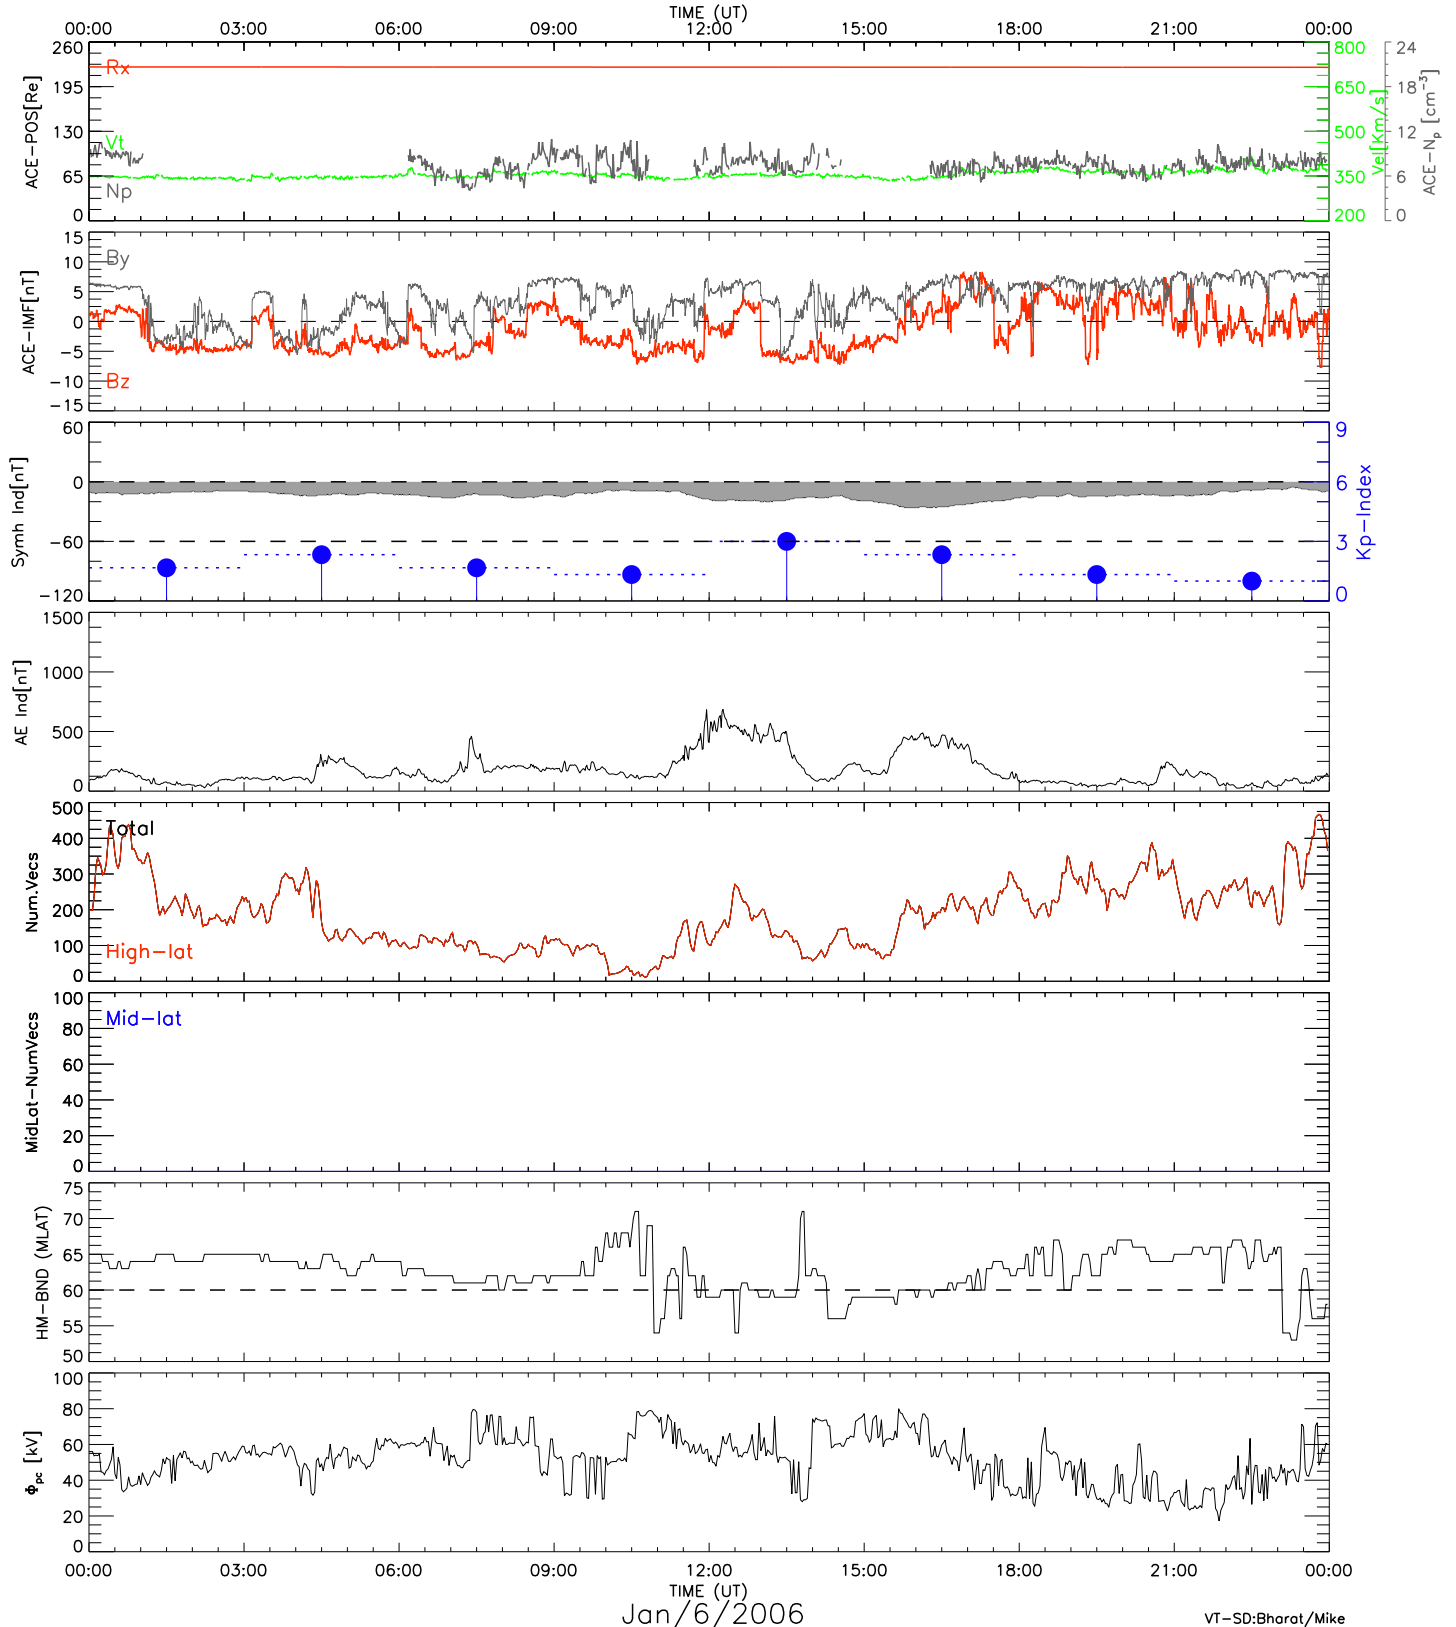 TIME (UT)
00:00 03:00 06:00 09:00 12:00 15:00 18:00 21:00 00:00
ACE-POS[Re]
260
195
130
65
0
Rx
Vt
Np
800
650
500
350
200
Vel[Km/s]
24
18
12
6
0
ACE-Np [cm-3]
ACE-IMF[nT]
15
10
5
0
-5
-10
-15
By
Bz
Symh Ind[nT]
60
0
-60
-120
9
6
3
0
Kp-Index
AE Ind[nT]
1500
1000
500
0
Num.Vecs
500
400
300
200
100
0
Total
High-lat
MidLat-NumVecs
100
80
60
40
20
0
Mid-lat
HM-BND (MLAT)
75
70
65
60
55
50
Φpc [kV]
100
80
60
40
20
0
00:00 03:00 06:00 09:00 12:00 15:00 18:00 21:00 00:00
TIME (UT)
Jan/6/2006
VT-SD:Bharat/Mike